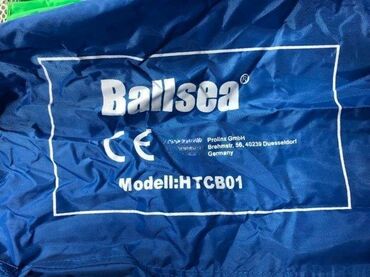 Ballsea®
CE
Prolinx GmbH
Brehmstr, 56, 40239 Duesseldorf
Germany
Modell:HTCB01